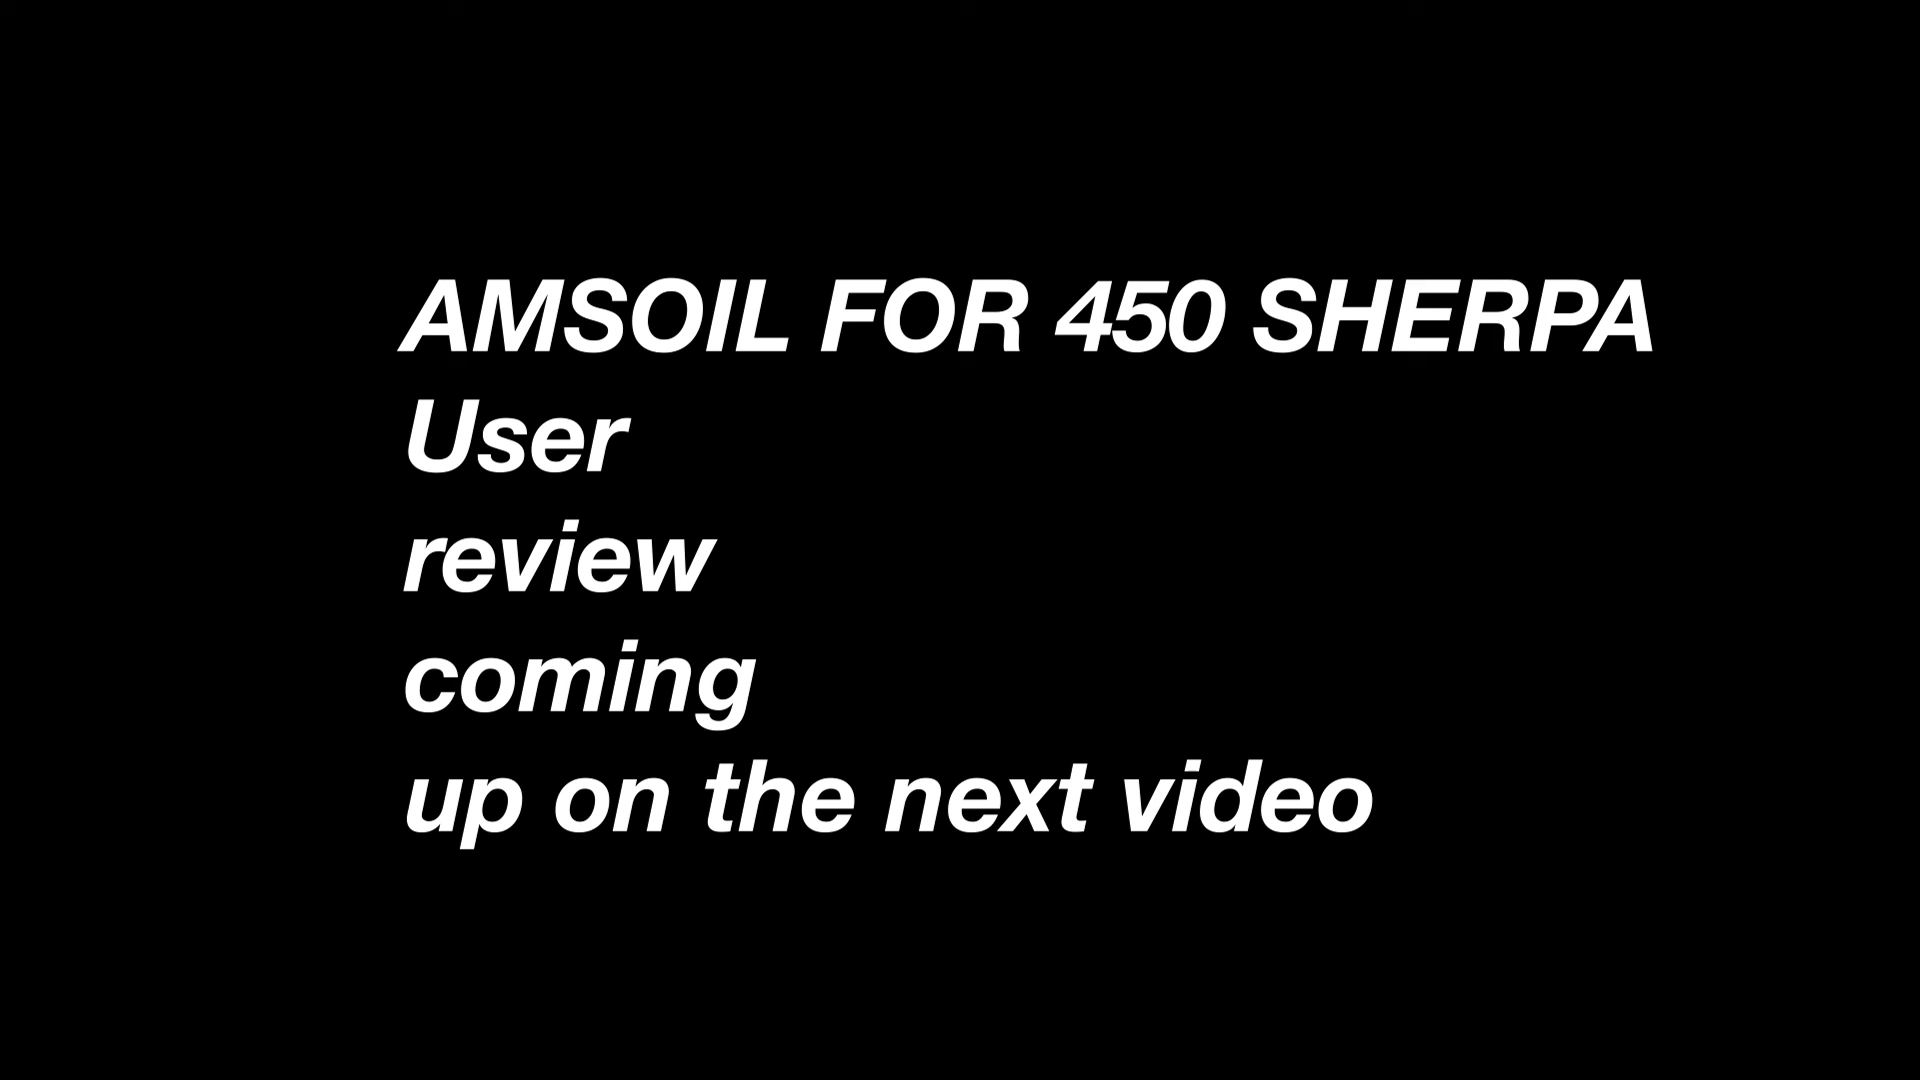 AMSOIL FOR 450 SHERPA
User
review
coming
up on the next video